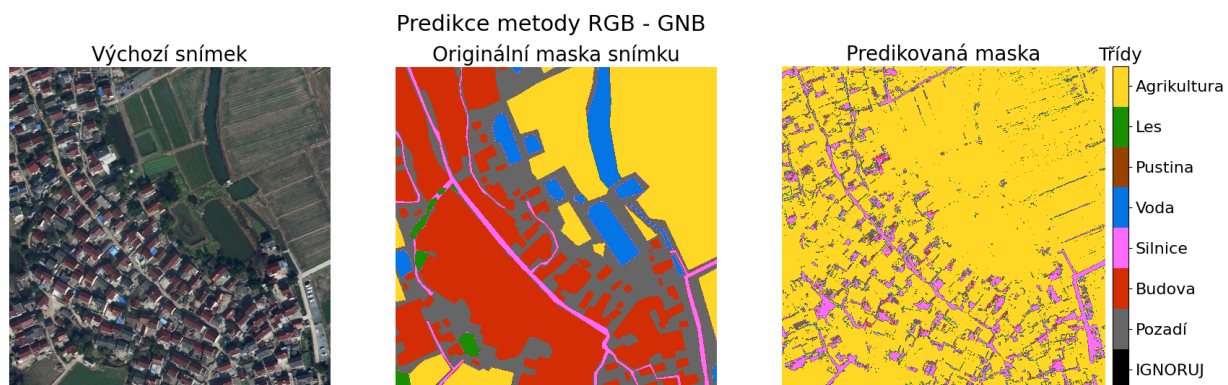 Predikce metody RGB - GNB
Výchozí snímek
Originální maska snímku
Predikovaná maska
Třídy
Agrikultura
Les
Pustina
Voda
Silnice
Budova
Pozadí
IGNORUJ